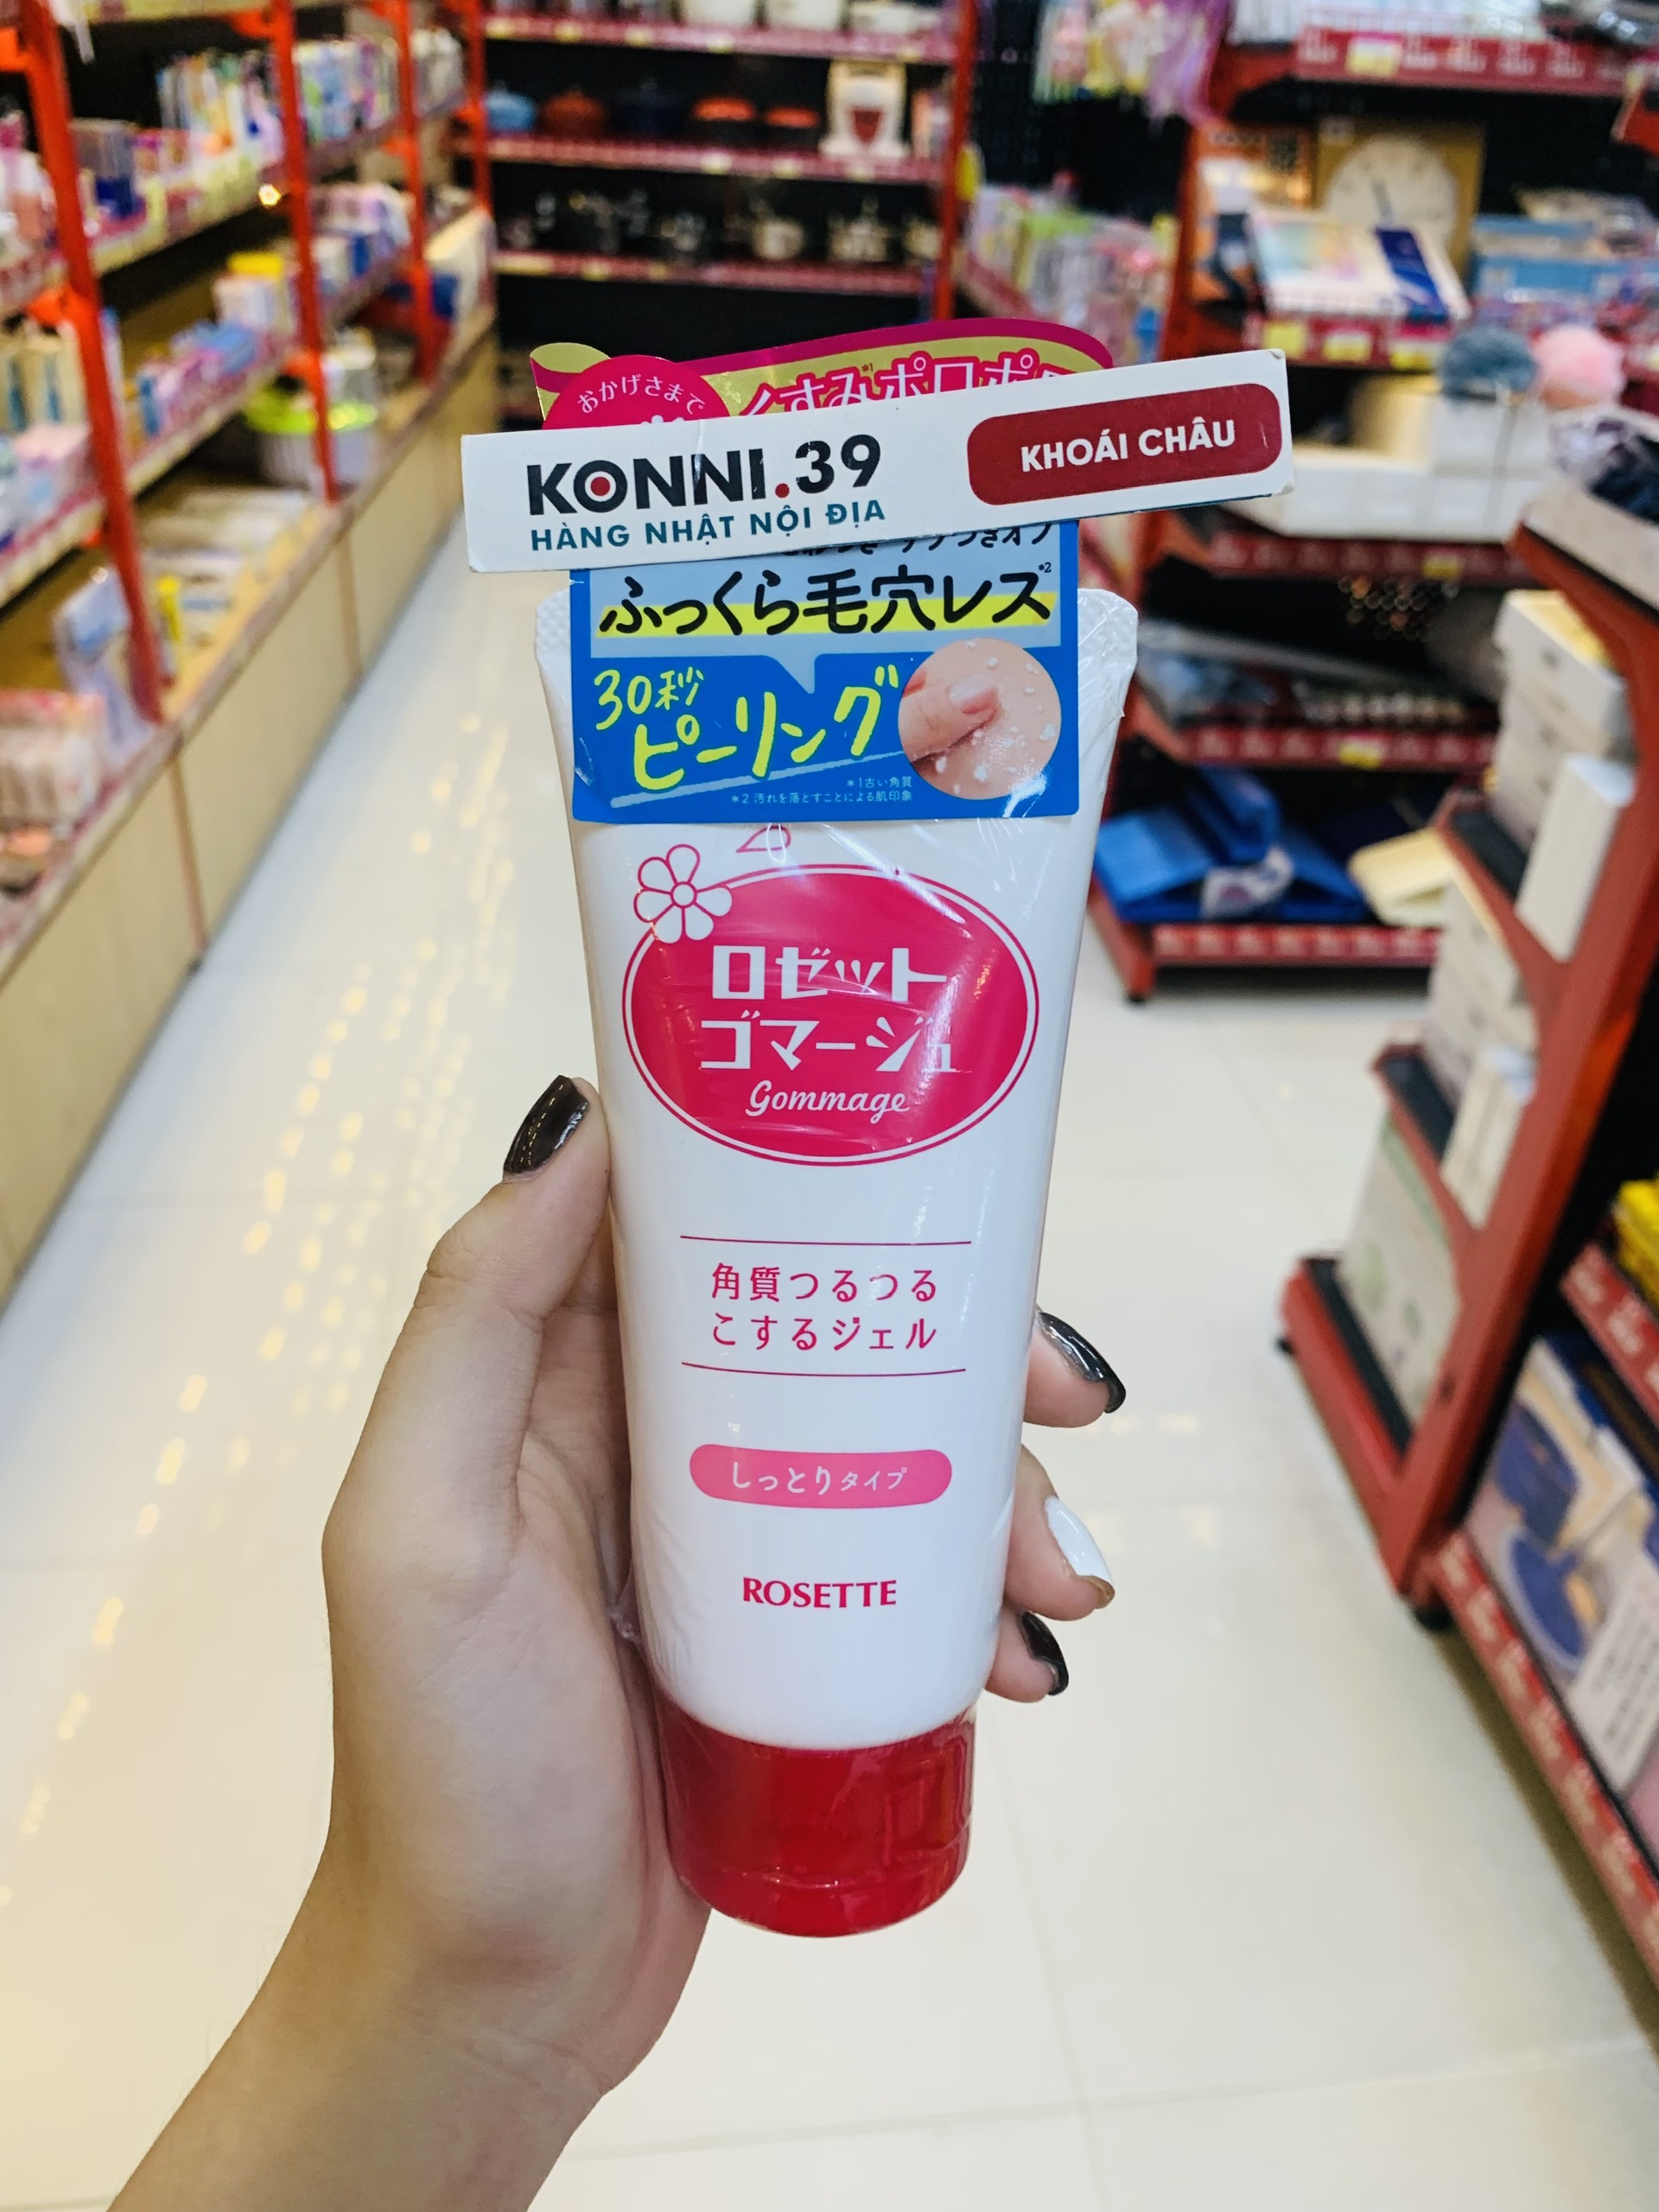 おかげさまで
くすみ*1ポロポロ
KONNI.39
KHOÁI CHÂU
HÀNG NHẬT NỘI ĐỊA
ふっくら毛穴レス*2
30秒
ピーリング
*1古い角質
*2 汚れを落とすことによる肌印象
ロゼット
ゴマージュ
Gommage
角質つるつる
こするジェル
しっとりタイプ
ROSETTE